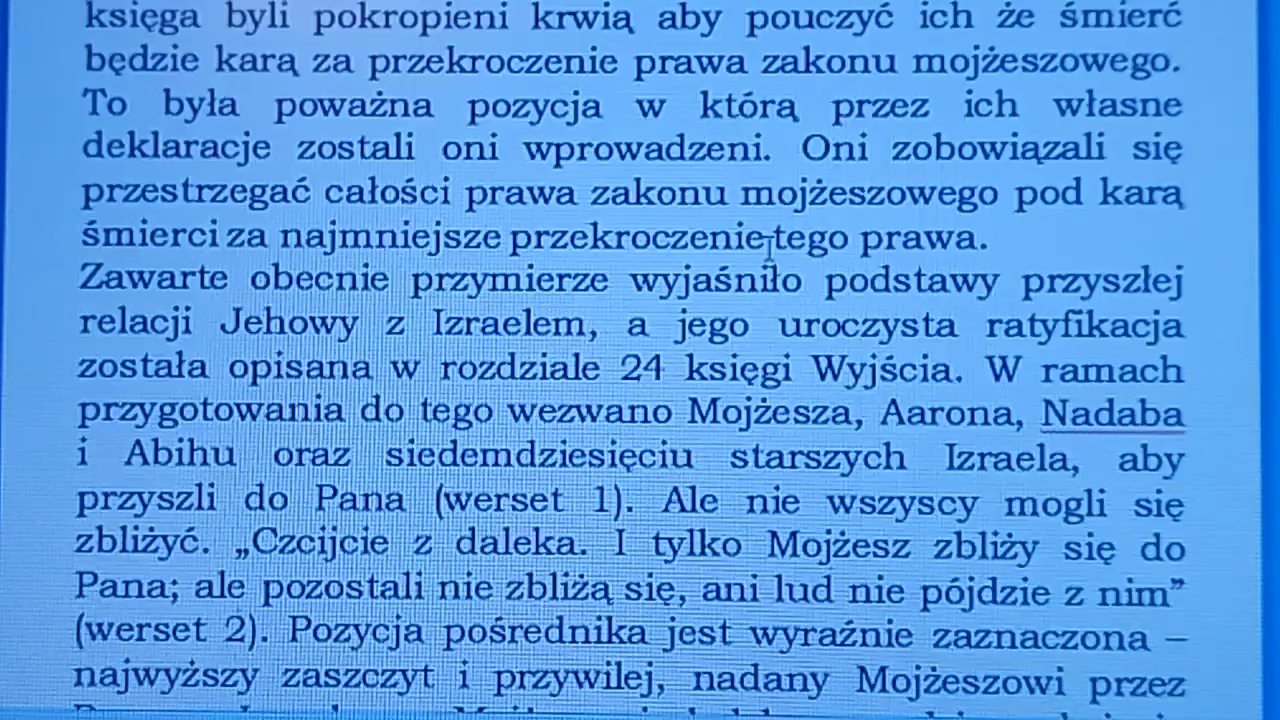 księga byli pokropieni krwią aby pouczyć ich że śmierć
będzie karą za przekroczenie prawa zakonu mojżeszowego.
To była poważna pozycja w którą przez ich własne
deklaracje zostali oni wprowadzeni. Oni zobowiązali się
przestrzegać całości prawa zakonu mojżeszowego pod karą
śmierci za najmniejsze przekroczenie tego prawa.
Zawarte obecnie przymierze wyjaśniło podstawy przyszłej
relacji Jehowy z Izraelem, a jego uroczysta ratyfikacja
została opisana w rozdziale 24 księgi Wyjścia. W ramach
przygotowania do tego wezwano Mojżesza, Aarona, Nadaba
i Abihu oraz siedemdziesięciu starszych Izraela, aby
przyszli do Pana (werset 1). Ale nie wszyscy mogli się
zbliżyć. „Czcijcie z daleka. I tylko Mojżesz zbliży się do
Pana; ale pozostali nie zbliżą się, ani lud nie pójdzie z nim”
(werset 2). Pozycja pośrednika jest wyraźnie zaznaczona –
najwyższy zaszczyt i przywilej, nadany Mojżeszowi przez